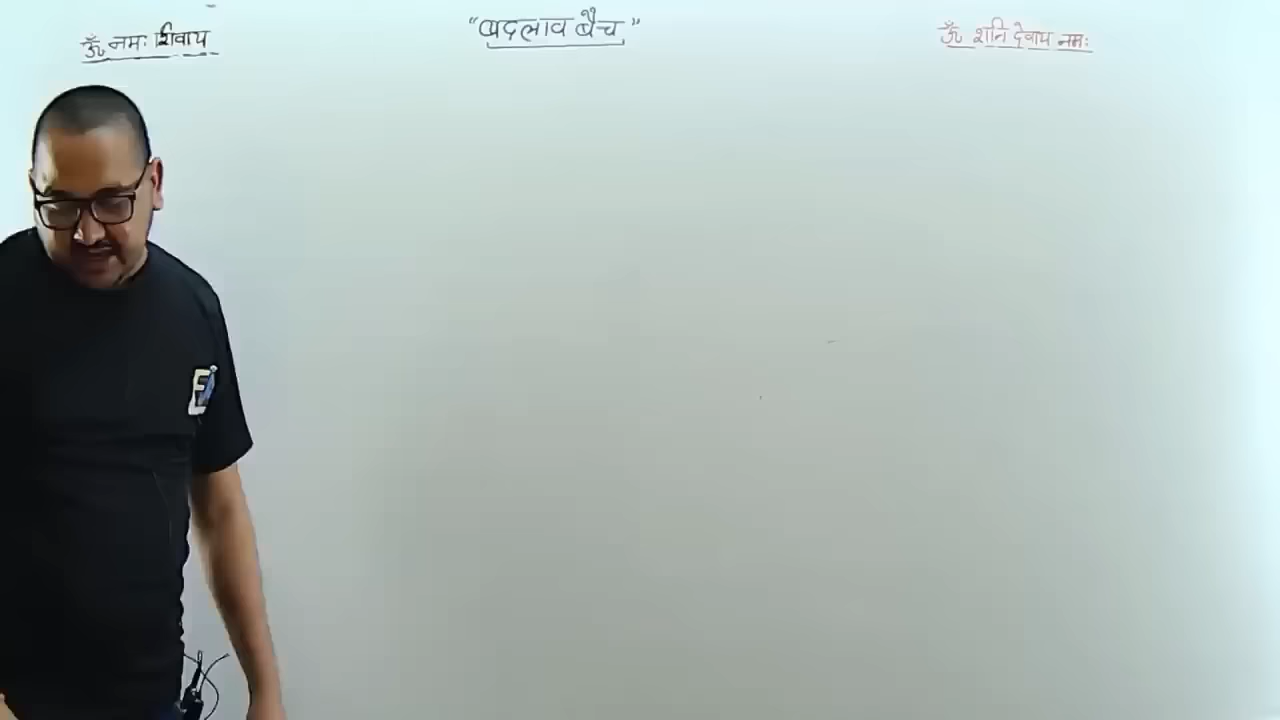 ॐ नमः शिवाय
"बदलाव बैच"
ॐ शनि देवाय नमः